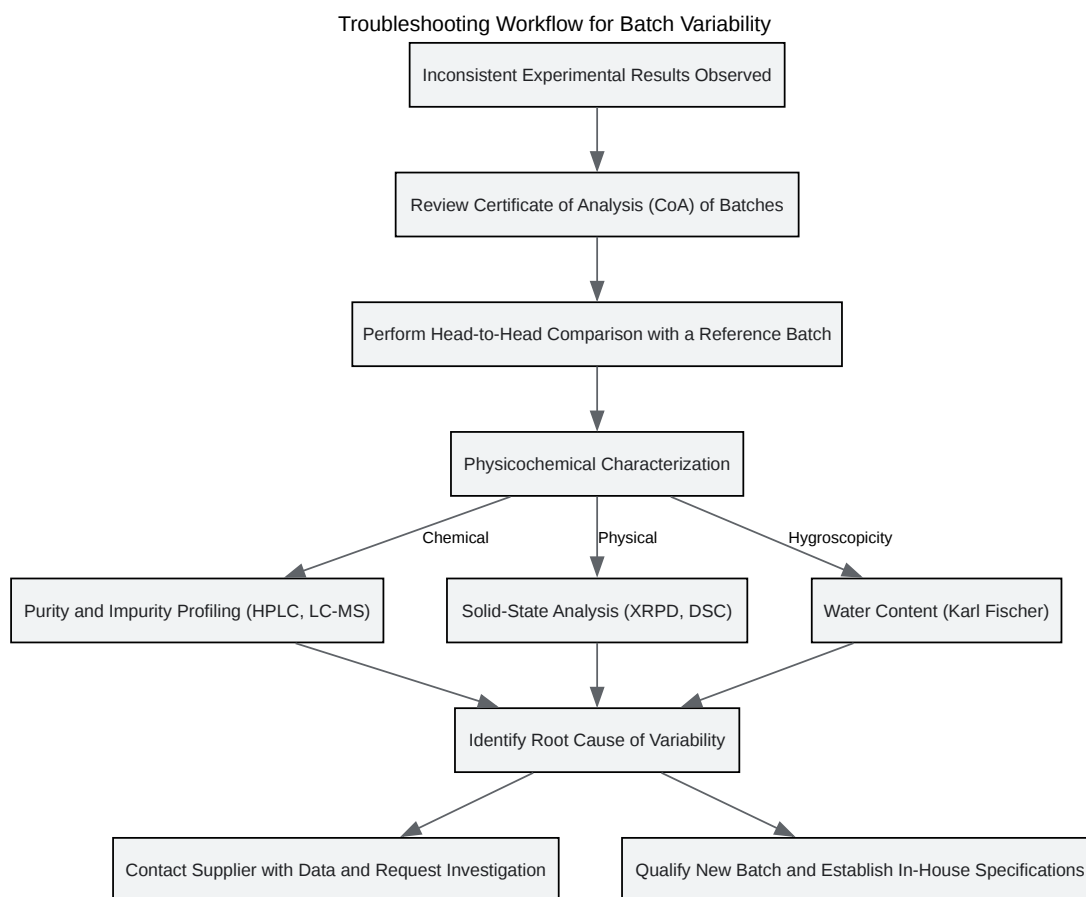 Troubleshooting Workflow for Batch Variability
Inconsistent Experimental Results Observed
Review Certificate of Analysis (CoA) of Batches
Perform Head-to-Head Comparison with a Reference Batch
Physicochemical Characterization
Chemical
Physical
Hygroscopicity
Purity and Impurity Profiling (HPLC, LC-MS)
Solid-State Analysis (XRPD, DSC)
Water Content (Karl Fischer)
Identify Root Cause of Variability
Contact Supplier with Data and Request Investigation
Qualify New Batch and Establish In-House Specifications